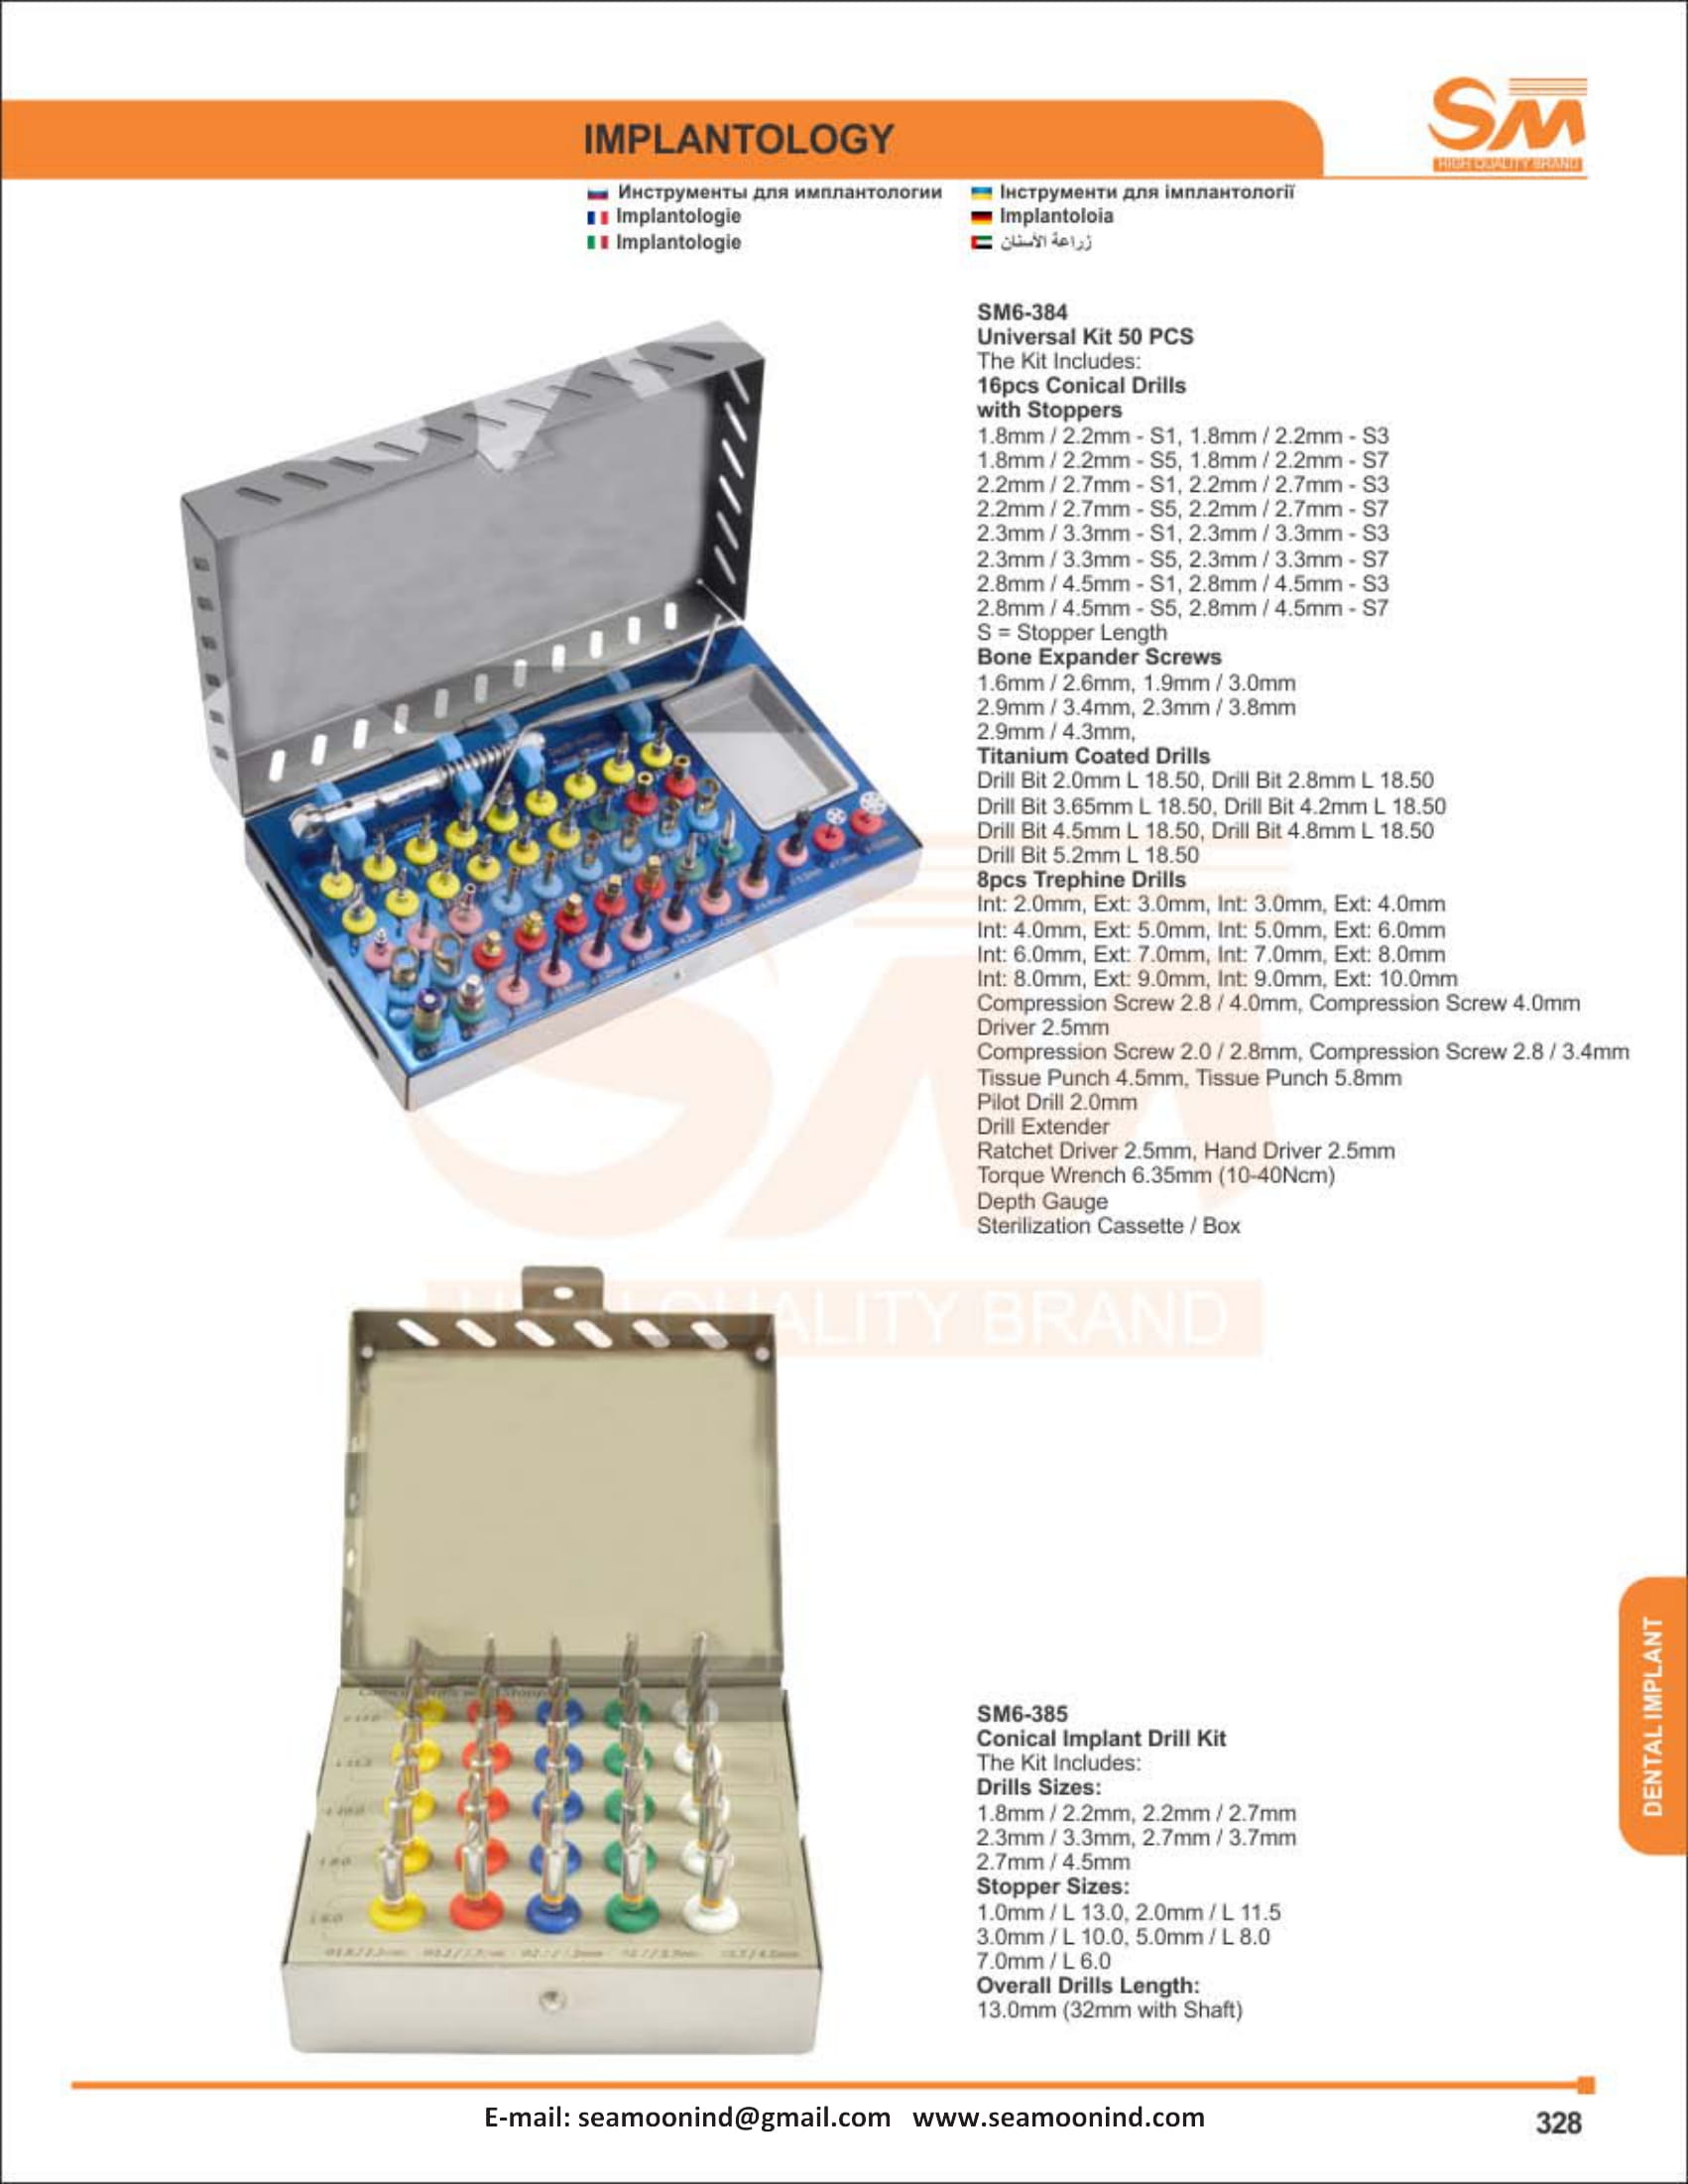 SM
HIGH QUALITY BRAND
IMPLANTOLOGY
Инструменты для имплантологии
Інструменти для імплантології
Implantologie
Implantoloia
Implantologie
زراعة الأسنان
SM6-384
Universal Kit 50 PCS
The Kit Includes:
16pcs Conical Drills
with Stoppers
1.8mm / 2.2mm - S1, 1.8mm / 2.2mm - S3
1.8mm / 2.2mm - S5, 1.8mm / 2.2mm - S7
2.2mm / 2.7mm - S1, 2.2mm / 2.7mm - S3
2.2mm / 2.7mm - S5, 2.2mm / 2.7mm - S7
2.3mm / 3.3mm - S1, 2.3mm / 3.3mm - S3
2.3mm / 3.3mm - S5, 2.3mm / 3.3mm - S7
2.8mm / 4.5mm - S1, 2.8mm / 4.5mm - S3
2.8mm / 4.5mm - S5, 2.8mm / 4.5mm - S7
S = Stopper Length
Bone Expander Screws
1.6mm / 2.6mm, 1.9mm / 3.0mm
2.9mm / 3.4mm, 2.3mm / 3.8mm
2.9mm / 4.3mm,
Titanium Coated Drills
Drill Bit 2.0mm L 18.50, Drill Bit 2.8mm L 18.50
Drill Bit 3.65mm L 18.50, Drill Bit 4.2mm L 18.50
Drill Bit 4.5mm L 18.50, Drill Bit 4.8mm L 18.50
Drill Bit 5.2mm L 18.50
8pcs Trephine Drills
Int: 2.0mm, Ext: 3.0mm, Int: 3.0mm, Ext: 4.0mm
Int: 4.0mm, Ext: 5.0mm, Int: 5.0mm, Ext: 6.0mm
Int: 6.0mm, Ext: 7.0mm, Int: 7.0mm, Ext: 8.0mm
Int: 8.0mm, Ext: 9.0mm, Int: 9.0mm, Ext: 10.0mm
Compression Screw 2.8 / 4.0mm, Compression Screw 4.0mm
Driver 2.5mm
Compression Screw 2.0 / 2.8mm, Compression Screw 2.8 / 3.4mm
Tissue Punch 4.5mm, Tissue Punch 5.8mm
Pilot Drill 2.0mm
Drill Extender
Ratchet Driver 2.5mm, Hand Driver 2.5mm
Torque Wrench 6.35mm (10-40Ncm)
Depth Gauge
Sterilization Cassette / Box
QUALITY BRAND
SM6-385
Conical Implant Drill Kit
The Kit Includes:
Drills Sizes:
1.8mm / 2.2mm, 2.2mm / 2.7mm
2.3mm / 3.3mm, 2.7mm / 3.7mm
2.7mm / 4.5mm
Stopper Sizes:
1.0mm / L 13.0, 2.0mm / L 11.5
3.0mm / L 10.0, 5.0mm / L 8.0
7.0mm / L 6.0
Overall Drills Length:
13.0mm (32mm with Shaft)
DENTAL IMPLANT
E-mail: seamoonind@gmail.com www.seamoonind.com
328